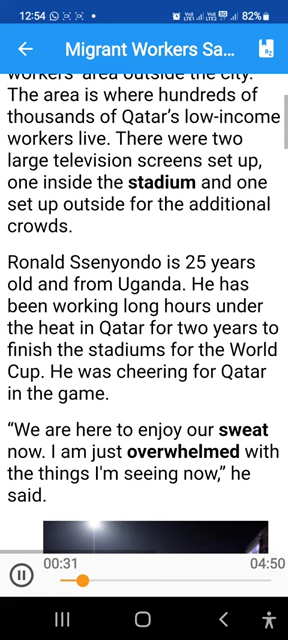 12:54
82%
Migrant Workers Sa...
workers' area outside the city.
The area is where hundreds of
thousands of Qatar's low-income
workers live. There were two
large television screens set up,
one inside the stadium and one
set up outside for the additional
crowds.
Ronald Ssenyondo is 25 years
old and from Uganda. He has
been working long hours under
the heat in Qatar for two years to
finish the stadiums for the World
Cup. He was cheering for Qatar
in the game.
“We are here to enjoy our sweat
now. I am just overwhelmed with
the things I'm seeing now,” he
said.
00:31
04:50